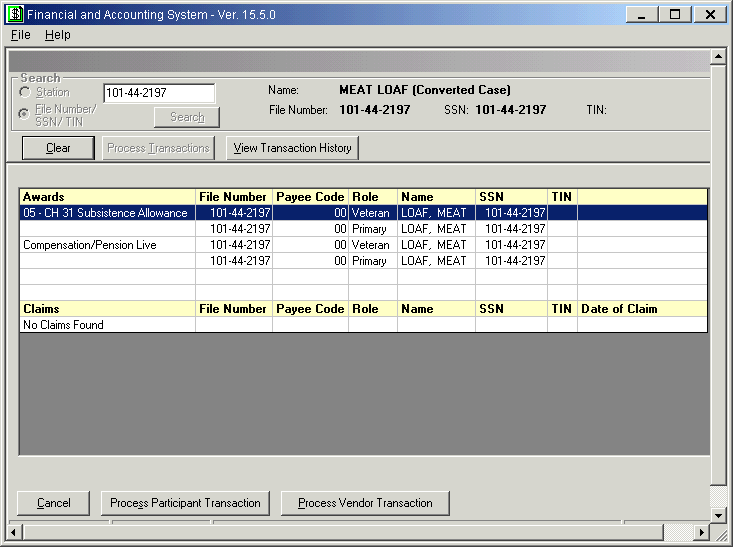 Financial and Accounting System - Ver. 15.5.0
File Help
Search
Station 101-44-2197 Name: MEAT LOAF (Converted Case)
File Number/ SSN/ TIN Search File Number: 101-44-2197 SSN: 101-44-2197 TIN:
Clear Process Transactions View Transaction History
Awards File Number Payee Code Role Name SSN TIN
05 - CH 31 Subsistence Allowance 101-44-2197 00 Veteran LOAF, MEAT 101-44-2197
101-44-2197 00 Primary LOAF, MEAT 101-44-2197
Compensation/Pension Live 101-44-2197 00 Veteran LOAF, MEAT 101-44-2197
101-44-2197 00 Primary LOAF, MEAT 101-44-2197
Claims File Number Payee Code Role Name SSN TIN Date of Claim
No Claims Found
Cancel Process Participant Transaction Process Vendor Transaction